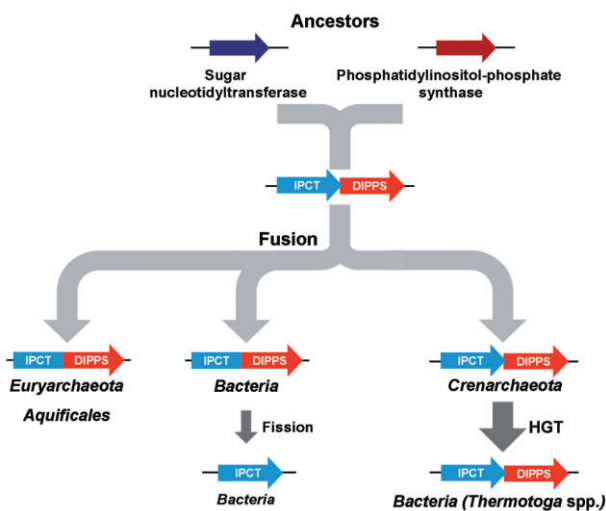 Ancestors
Sugar
nucleotidyltransferase
Phosphatidylinositol-phosphate
synthase
IPCT DIPPS
Fusion
IPCT DIPPS
Euryarchaeota
Aquificales
IPCT DIPPS
Bacteria
Fission
IPCT
Bacteria
IPCT DIPPS
Crenarchaeota
HGT
IPCT DIPPS
Bacteria (Thermotoga spp.)